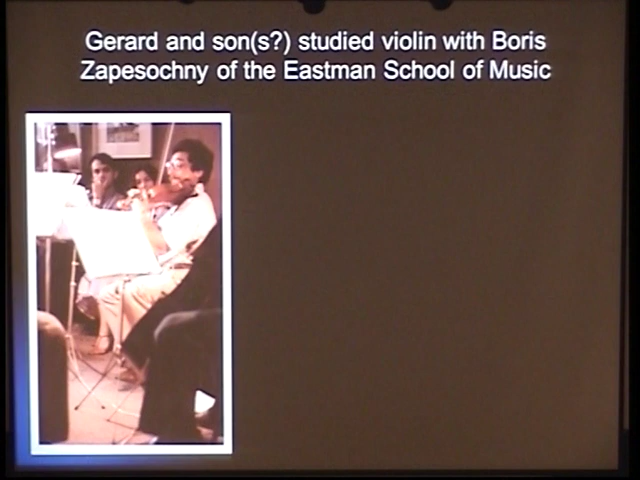 Gerard and son(s?) studied violin with Boris
Zapesochny of the Eastman School of Music